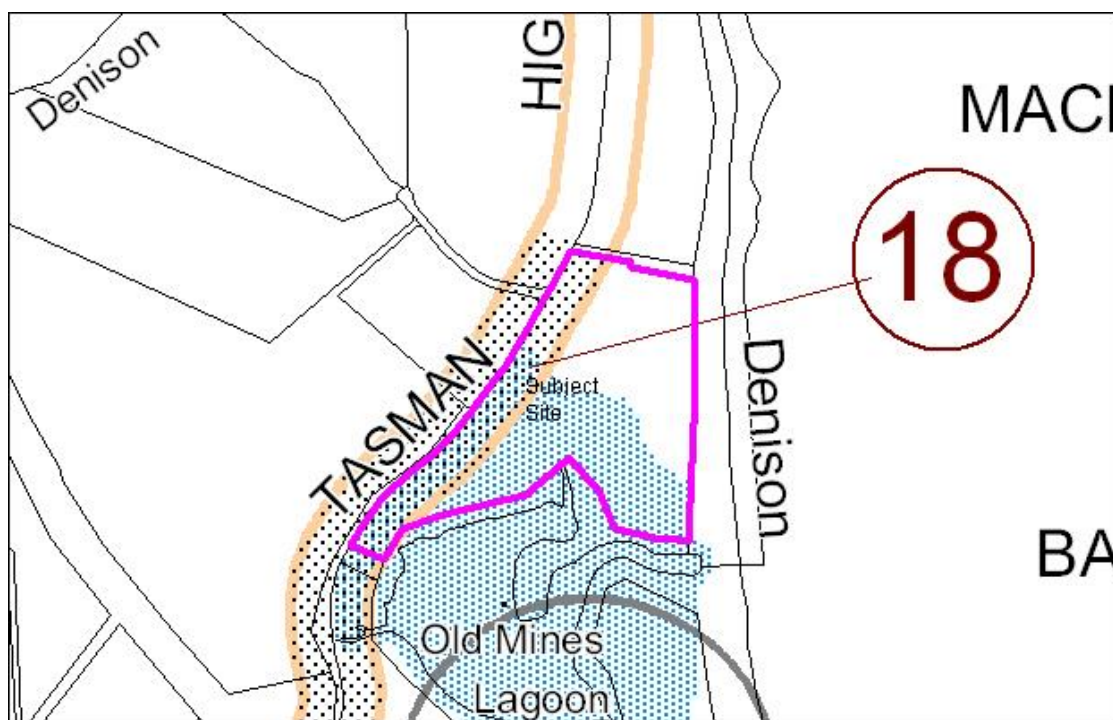 Denison
HIG
MACI
18
TASMAN
Subject
Site
Denison
BA
Old Mines
Lagoon